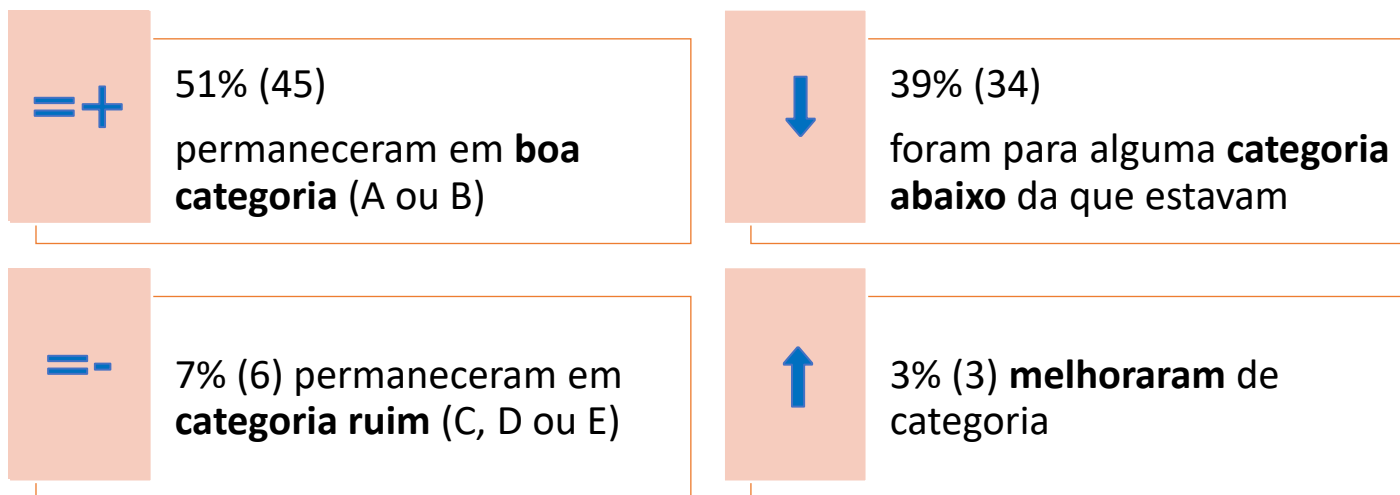 =+
51% (45)
permaneceram em boa
categoria (A ou B)
↓
39% (34)
foram para alguma categoria
abaixo da que estavam
=-
7% (6) permaneceram em
categoria ruim (C, D ou E)
↑
3% (3) melhoraram de
categoria